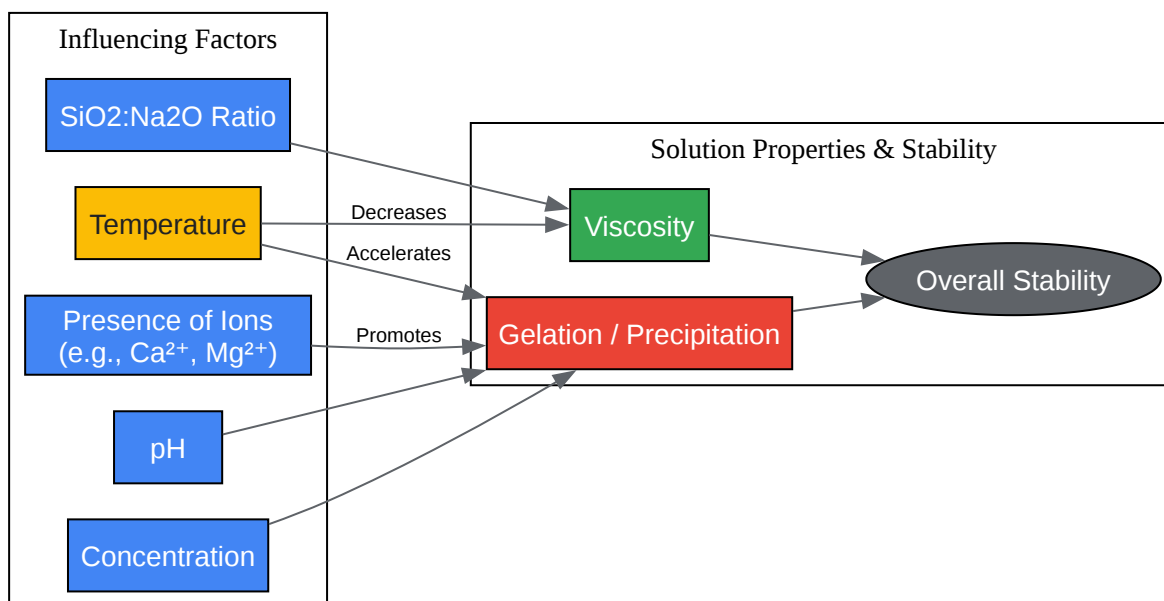 Influencing Factors
SiO2:Na2O Ratio
Temperature
Presence of Ions
(e.g., Ca²⁺, Mg²⁺)
pH
Concentration
Decreases
Accelerates
Promotes
Solution Properties & Stability
Viscosity
Gelation / Precipitation
Overall Stability